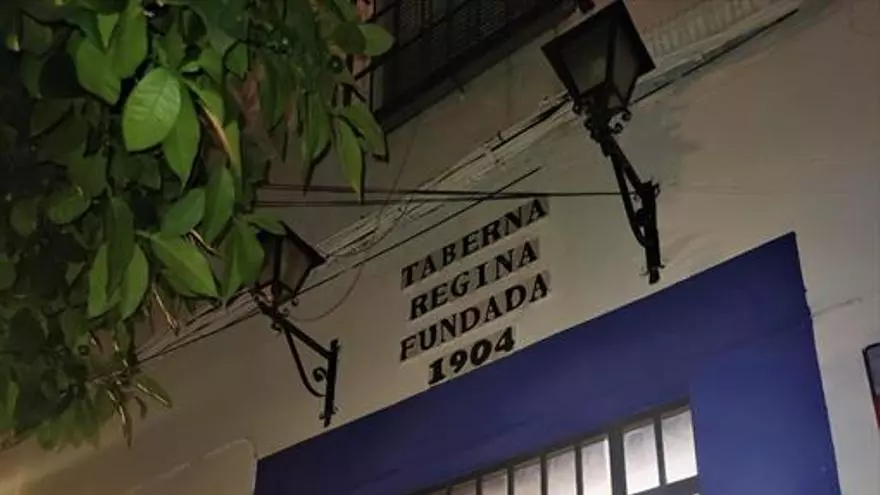 TABERNA
REGINA
FUNDADA
1904